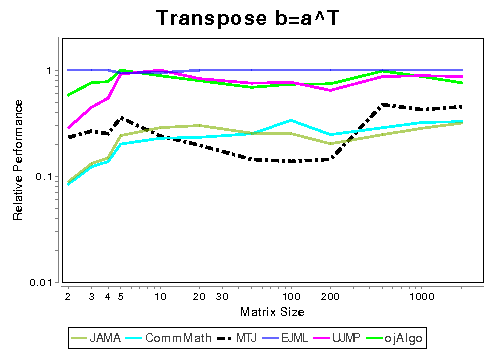 Transpose b=a^T
Relative Performance
1
0.1
0.01
2 3 4 5 10 20 30 100 200 1000
Matrix Size
JAMA CommMath MTJ EJML UJMP ojAlgo